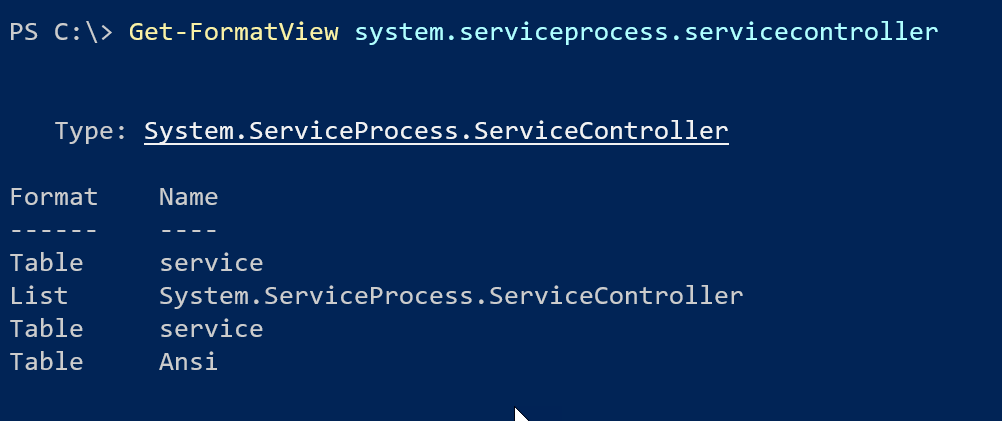 PS C:\> Get-FormatView system.serviceprocess.servicecontroller
Type: System.ServiceProcess.ServiceController
Format Name
------ ----
Table service
List System.ServiceProcess.ServiceController
Table service
Table Ansi